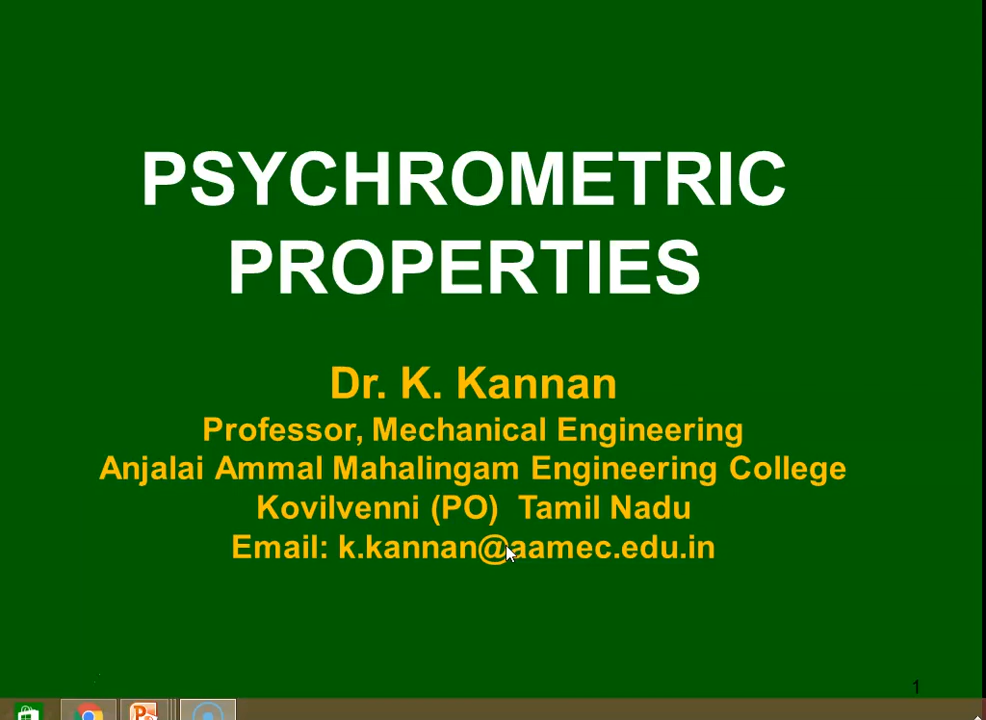 PSYCHROMETRIC
PROPERTIES
Dr. K. Kannan
Professor, Mechanical Engineering
Anjalai Ammal Mahalingam Engineering College
Kovilvenni (PO) Tamil Nadu
Email: k.kannan@aamec.edu.in
1